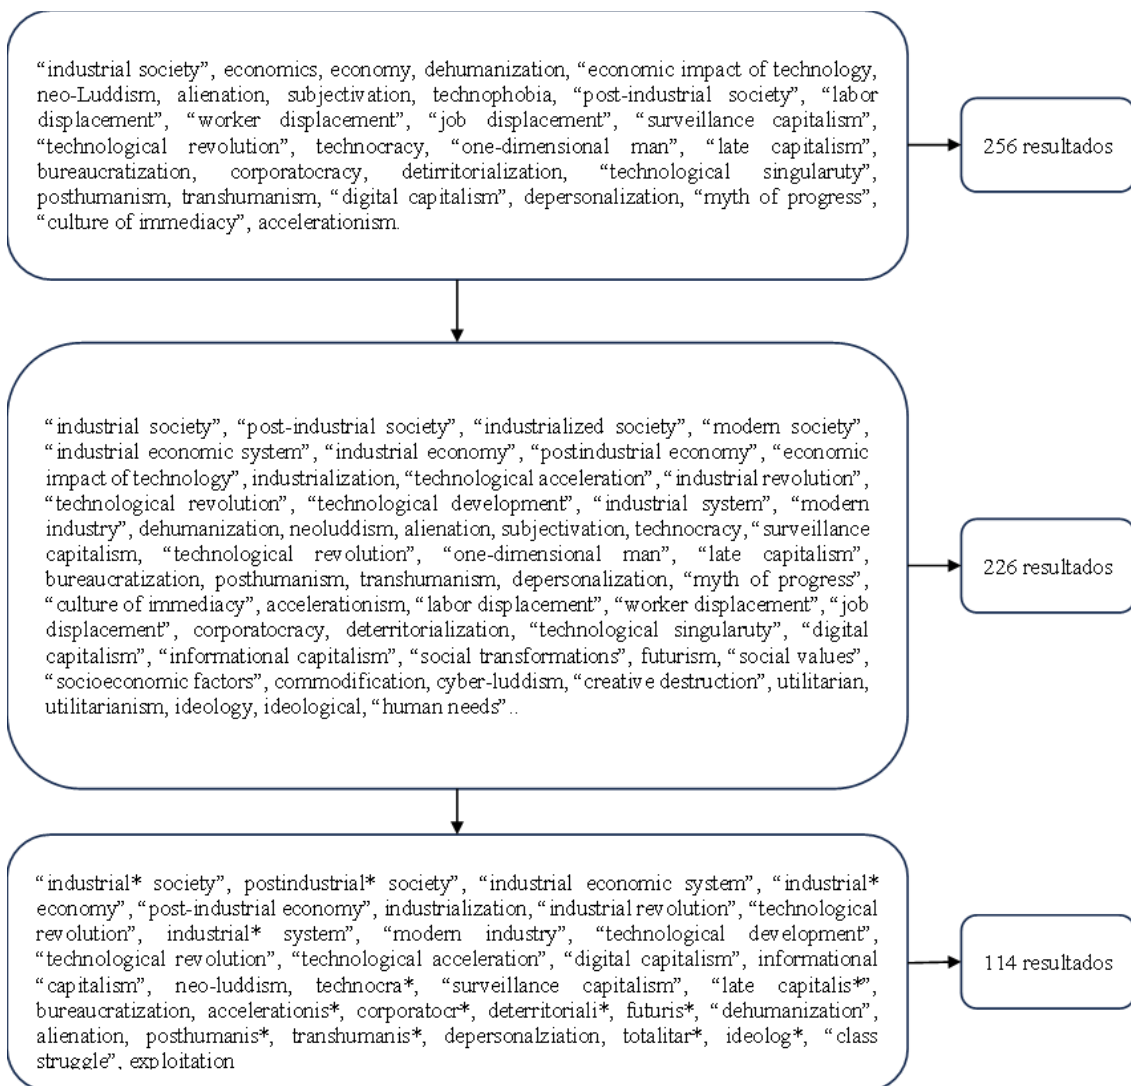 “industrial society”, economics, economy, dehumanization, “economic impact of technology,
neo-Luddism, alienation, subjectivation, technophobia, “post-industrial society”, “labor
displacement”, “worker displacement”, “job displacement”, “surveillance capitalism”,
“technological revolution”, technocracy, “one-dimensional man”, “late capitalism”,
bureaucratization, corporatocracy, detirritorialization, “technological singularuty”,
posthumanism, transhumanism, “digital capitalism”, depersonalization, “myth of progress”,
“culture of immediacy”, accelerationism.
256 resultados
“industrial society”, “post-industrial society”, “industrialized society”, “modern society”,
“industrial economic system”, “industrial economy”, “postindustrial economy”, “economic
impact of technology”, industrialization, “technological acceleration”, “industrial revolution”,
“technological revolution”, “technological development”, “industrial system”, “modern
industry”, dehumanization, neoluddism, alienation, subjectivation, technocracy, “surveillance
capitalism, “technological revolution”, “one-dimensional man”, “late capitalism”,
bureaucratization, posthumanism, transhumanism, depersonalization, “myth of progress”,
“culture of immediacy”, accelerationism, “labor displacement”, “worker displacement”, “job
displacement”, corporatocracy, deterritorialization, “technological singularuty”, “digital
capitalism”, “informational capitalism”, “social transformations”, futurism, “social values”,
“socioeconomic factors”, commodification, cyber-luddism, “creative destruction”, utilitarian,
utilitarianism, ideology, ideological, “human needs”..
226 resultados
“industrial* society”, postindustrial* society”, “industrial economic system”, “industrial*
economy”, “post-industrial economy”, industrialization, “industrial revolution”, “technological
revolution”, industrial* system”, “modern industry”, “technological development”,
“technological revolution”, “technological acceleration”, “digital capitalism”, informational
“capitalism”, neo-luddism, technocra*, “surveillance capitalism”, “late capitalis*”,
bureaucratization, accelerationis*, corporatocr*, deterritoriali*, futuris*, “dehumanization”,
alienation, posthumanis*, transhumanis*, depersonalziation, totalitar*, ideolog*, “class
struggle”, exploitation
114 resultados